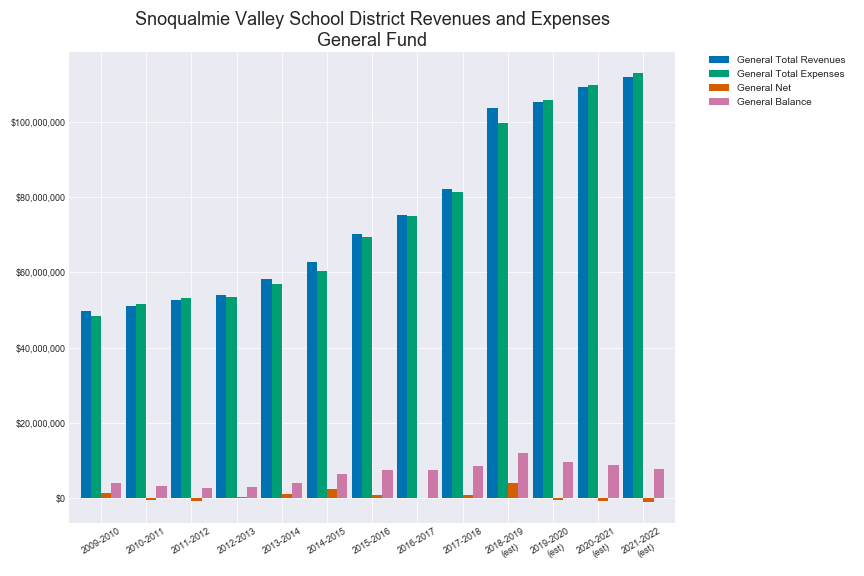 Snoqualmie Valley School District Revenues and Expenses
General Fund
General Total Revenues
General Total Expenses
General Net
General Balance
$100,000,000
$80,000,000
$60,000,000
$40,000,000
$20,000,000
$0
2009-2010
2010-2011
2011-2012
2012-2013
2013-2014
2014-2015
2015-2016
2016-2017
2017-2018
2018-2019
(est)
2019-2020
(est)
2020-2021
(est)
2021-2022
(est)